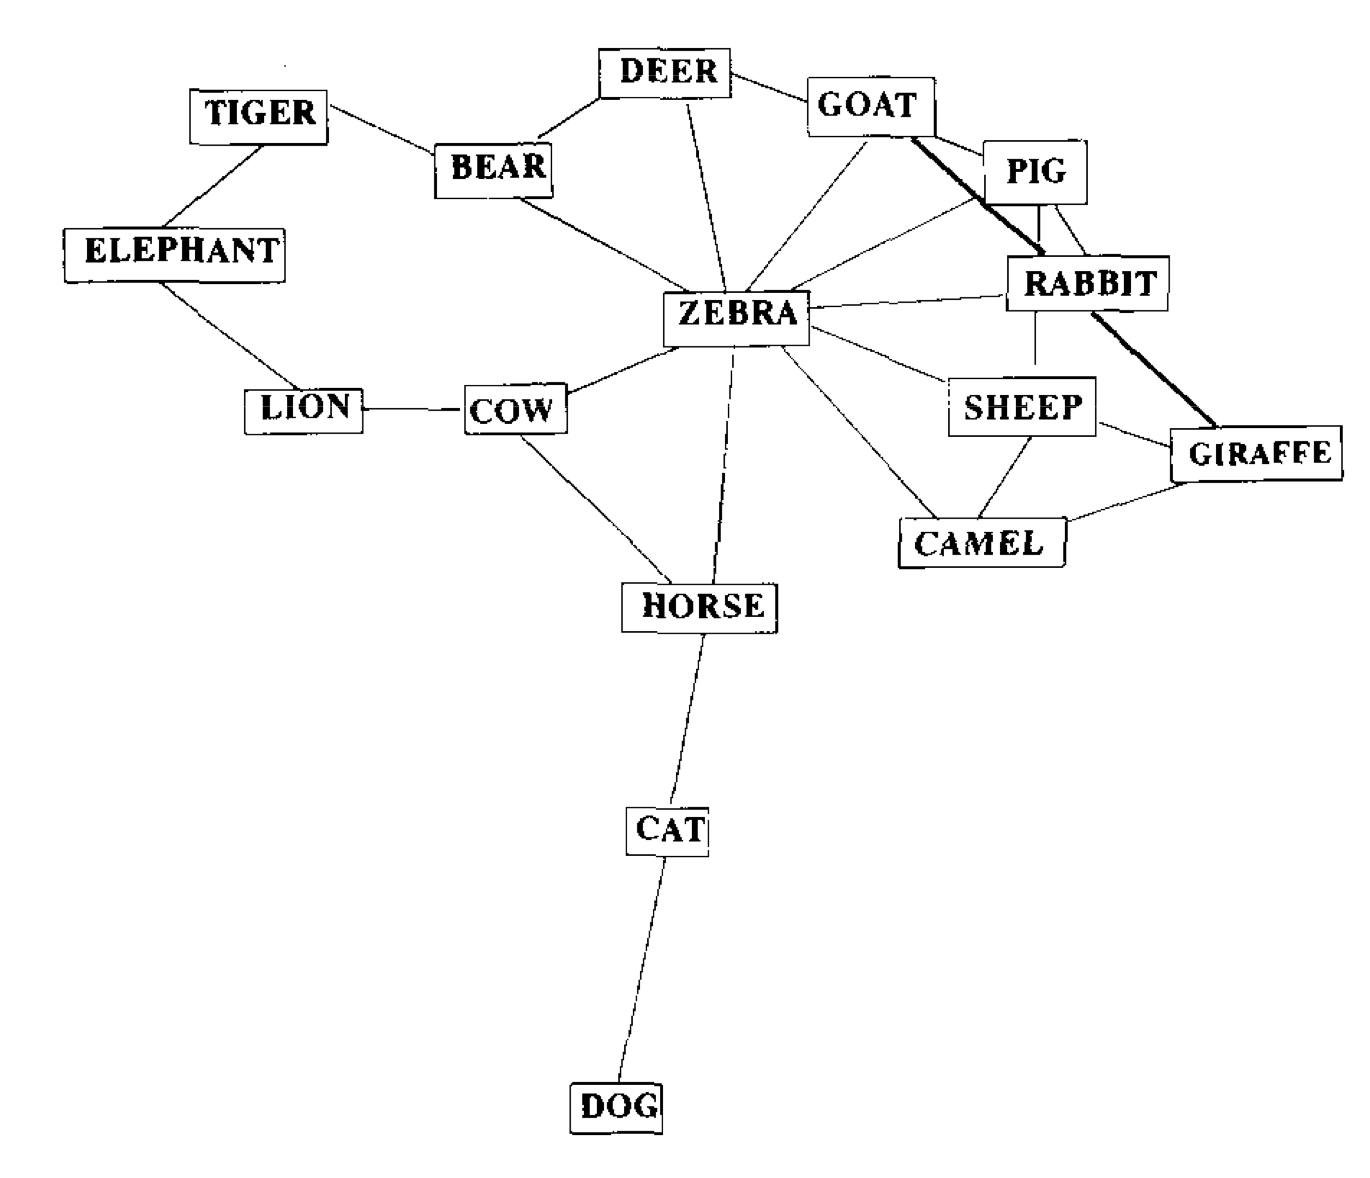 DEER
GOAT
TIGER
BEAR
PIG
ELEPHANT
RABBIT
ZEBRA
LION
COW
SHEEP
GIRAFFE
CAMEL
HORSE
CAT
DOG